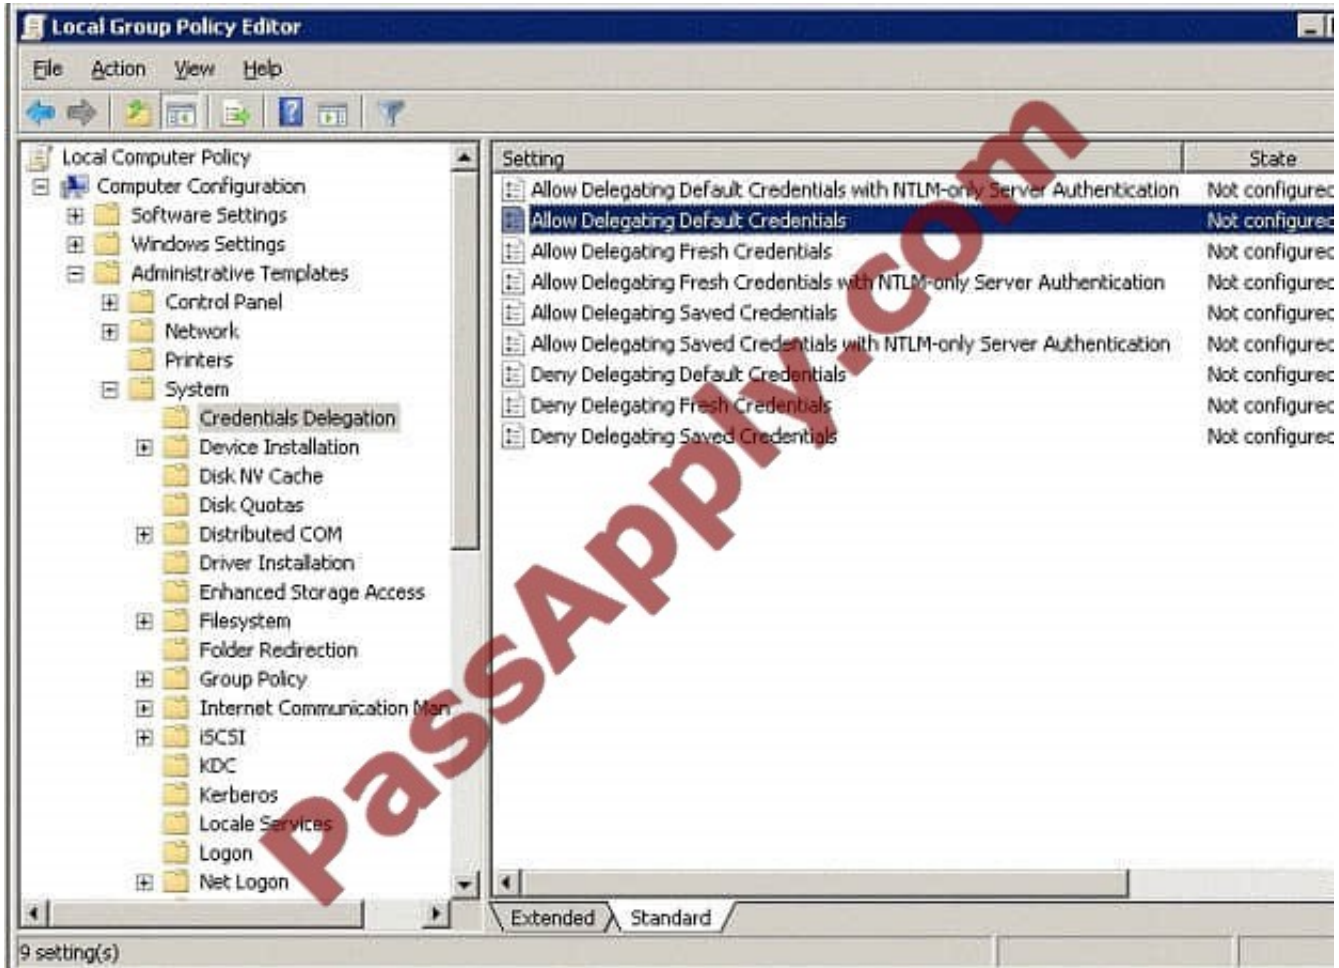 Local Group Policy Editor
File Action View Help
Local Computer Policy
Computer Configuration
Software Settings
Windows Settings
Administrative Templates
Control Panel
Network
Printers
System
Credentials Delegation
Device Installation
Disk NV Cache
Disk Quotas
Distributed COM
Driver Installation
Enhanced Storage Access
Filesystem
Folder Redirection
Group Policy
Internet Communication Man
iSCSI
KDC
Kerberos
Locale Services
Logon
Net Logon
Setting State
Allow Delegating Default Credentials with NTLM-only Server Authentication Not configured
Allow Delegating Default Credentials Not configured
Allow Delegating Fresh Credentials Not configured
Allow Delegating Fresh Credentials with NTLM-only Server Authentication Not configured
Allow Delegating Saved Credentials Not configured
Allow Delegating Saved Credentials with NTLM-only Server Authentication Not configured
Deny Delegating Default Credentials Not configured
Deny Delegating Fresh Credentials Not configured
Deny Delegating Saved Credentials Not configured
Extended Standard
9 setting(s)
PassApply.com